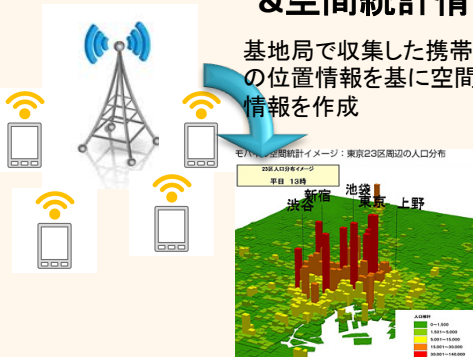 &空間統計情
基地局で収集した携帯
の位置情報を基に空間
情報を作成
モバイル空間統計イメージ：東京23区周辺の人口分布
23区人口分布イメージ
平日 13時
池袋
新宿
渋谷
東京
上野
人口推計
0～1,500
1,501～5,000
5,001～15,000
15,001～30,000
30,001～140,000